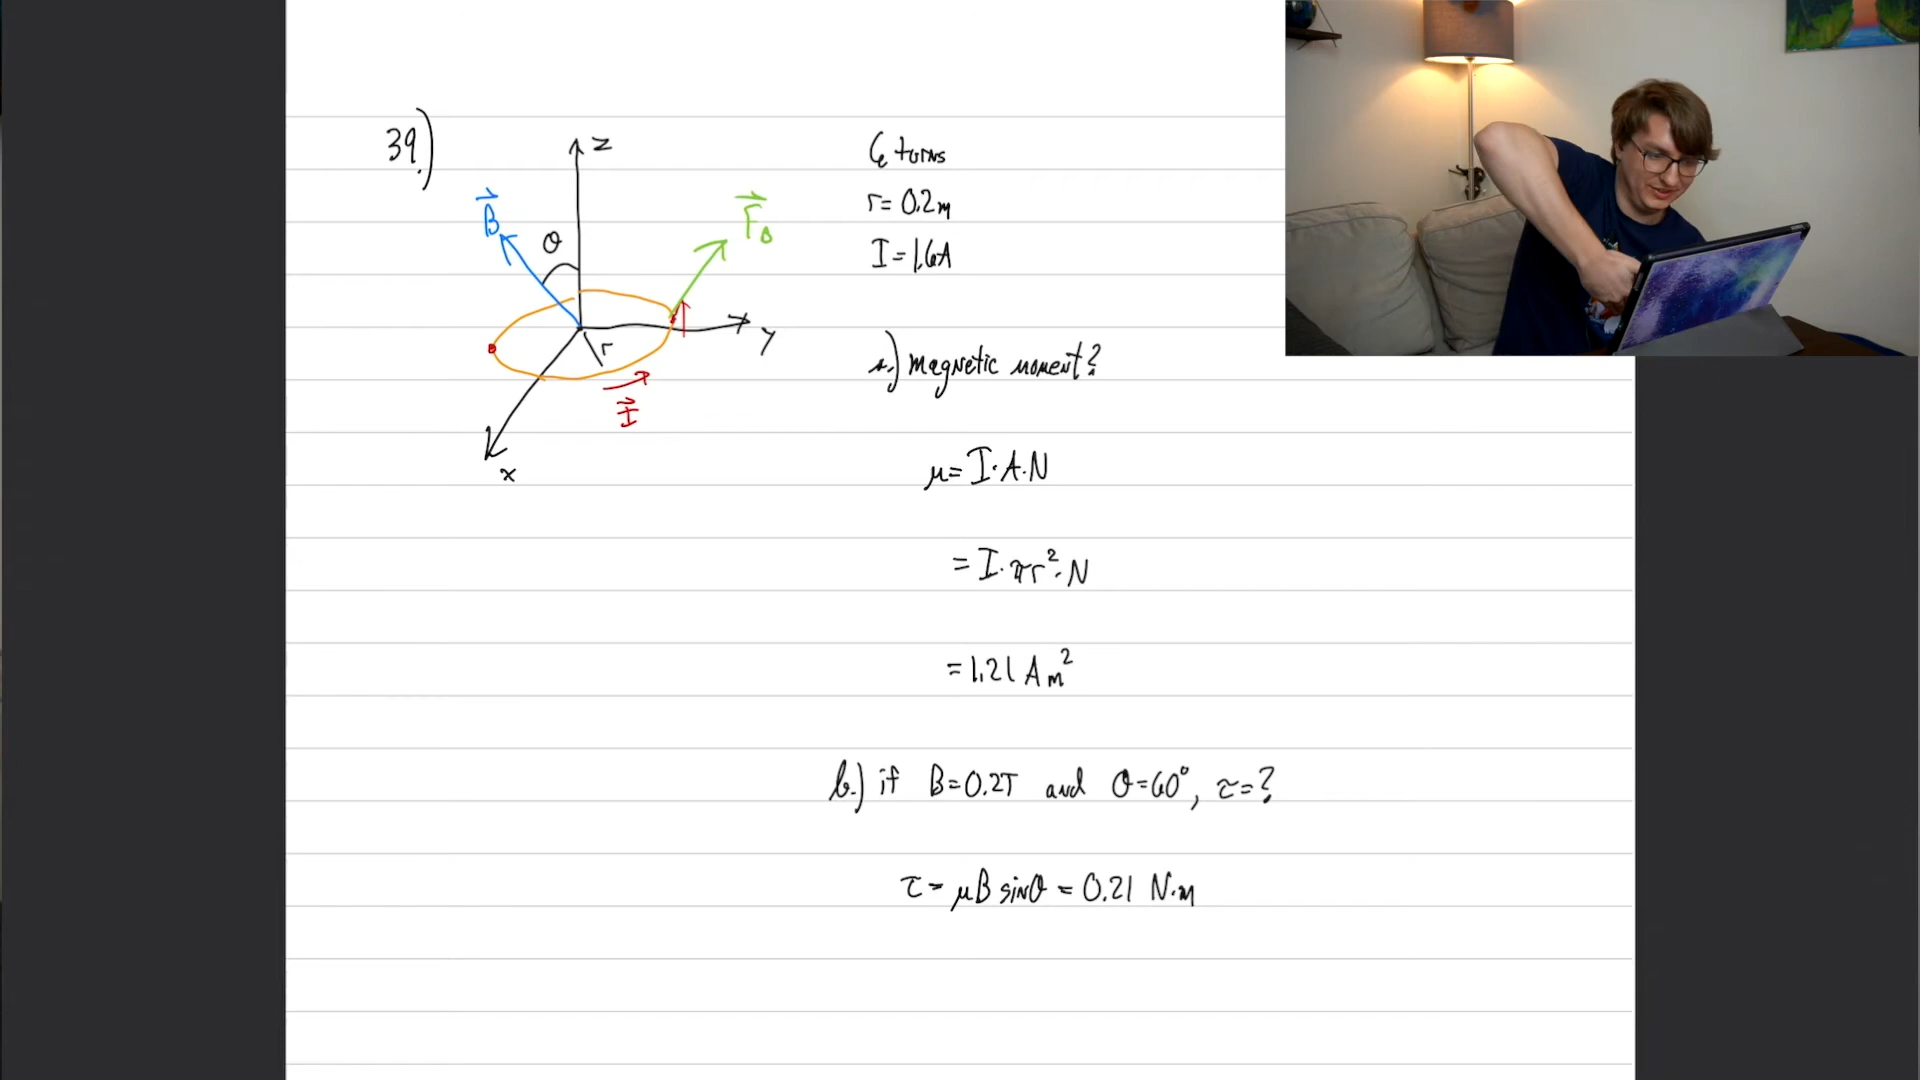 39.)
z
B
θ
F_B
y
r
I
x
6 turns
r = 0.2m
I = 1.6A
a.) magnetic moment?
μ = I·A·N
= I·πr²·N
= 1.21 Am²
b.) if B = 0.2T and θ = 60°, τ = ?
τ = μB sinθ = 0.21 N·m